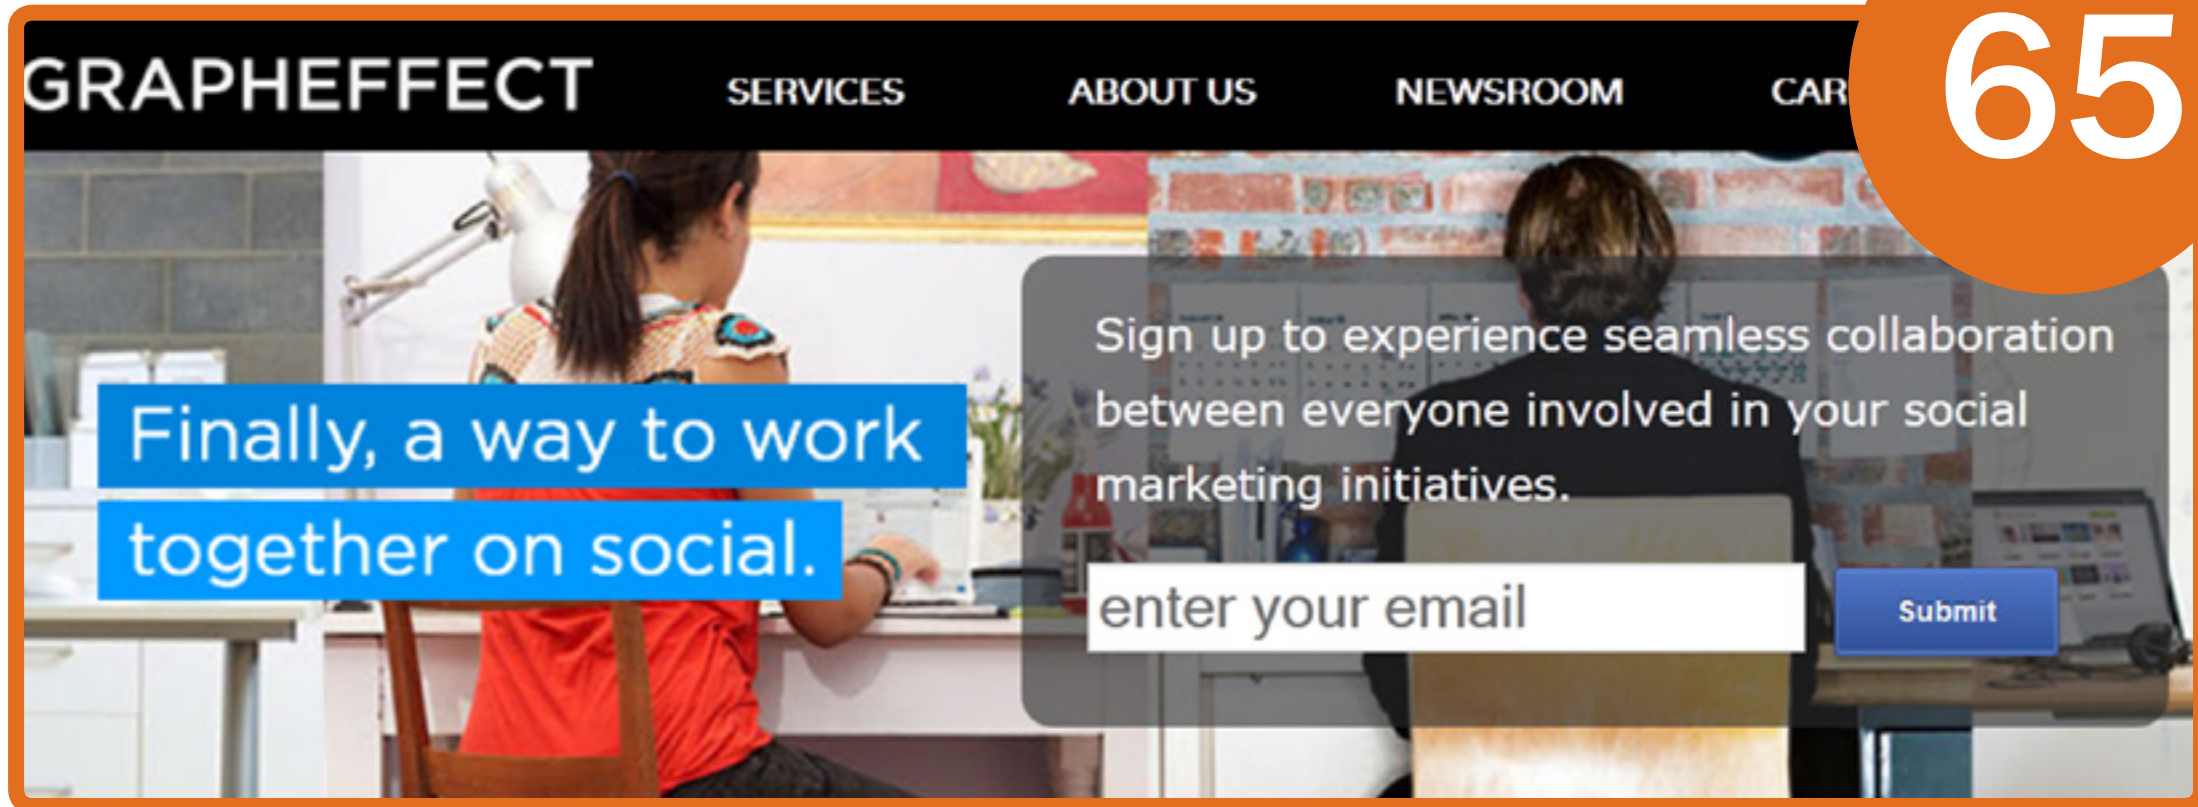 GRAPHEFFECT SERVICES ABOUT US NEWSROOM CAR
65
Finally, a way to work
together on social.
Sign up to experience seamless collaboration
between everyone involved in your social
marketing initiatives.
enter your email Submit